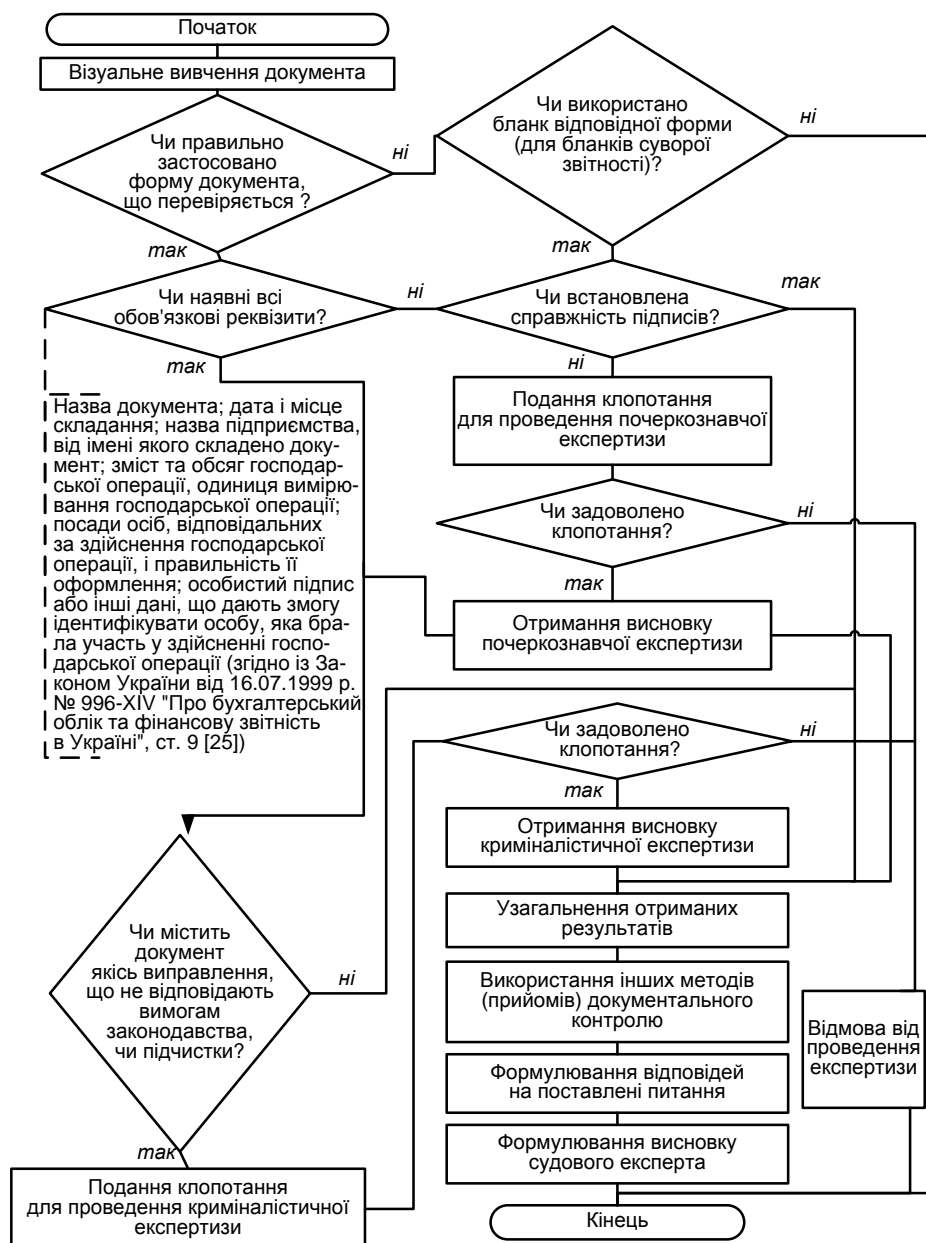 Початок
Візуальне вивчення документа
Чи правильно
застосовано
форму документа,
що перевіряється ?
ні
Чи використано
бланк відповідної форми
(для бланків суворої
звітності)?
ні
так
так
так
Чи наявні всі
обов'язкові реквізити?
ні
Чи встановлена
справжність підписів?
так
ні
Назва документа; дата і місце
складання; назва підприємства,
від імені якого складено доку-
мент; зміст та обсяг господар-
ської операції, одиниця вимірю-
вання господарської операції;
посади осіб, відповідальних
за здійснення господарської
операції, і правильність її
оформлення; особистий підпис
або інші дані, що дають змогу
ідентифікувати особу, яка бра-
ла участь у здійсненні госпо-
дарської операції (згідно із За-
коном України від 16.07.1999 р.
№ 996-XIV "Про бухгалтерський
облік та фінансову звітність
в Україні", ст. 9 [25])
Подання клопотання
для проведення почеркознавчої
експертизи
Чи задоволено
клопотання?
ні
так
Отримання висновку
почеркознавчої експертизи
Чи задоволено
клопотання?
ні
так
Отримання висновку
криміналістичної експертизи
Узагальнення отриманих
результатів
Чи містить
документ
якісь виправлення,
що не відповідають
вимогам
законодавства,
чи підчистки?
ні
Використання інших методів
(прийомів) документального
контролю
Відмова від
проведення
експертизи
Формулювання відповідей
на поставлені питання
Формулювання висновку
судового експерта
так
Подання клопотання
для проведення криміналістичної
експертизи
Кінець